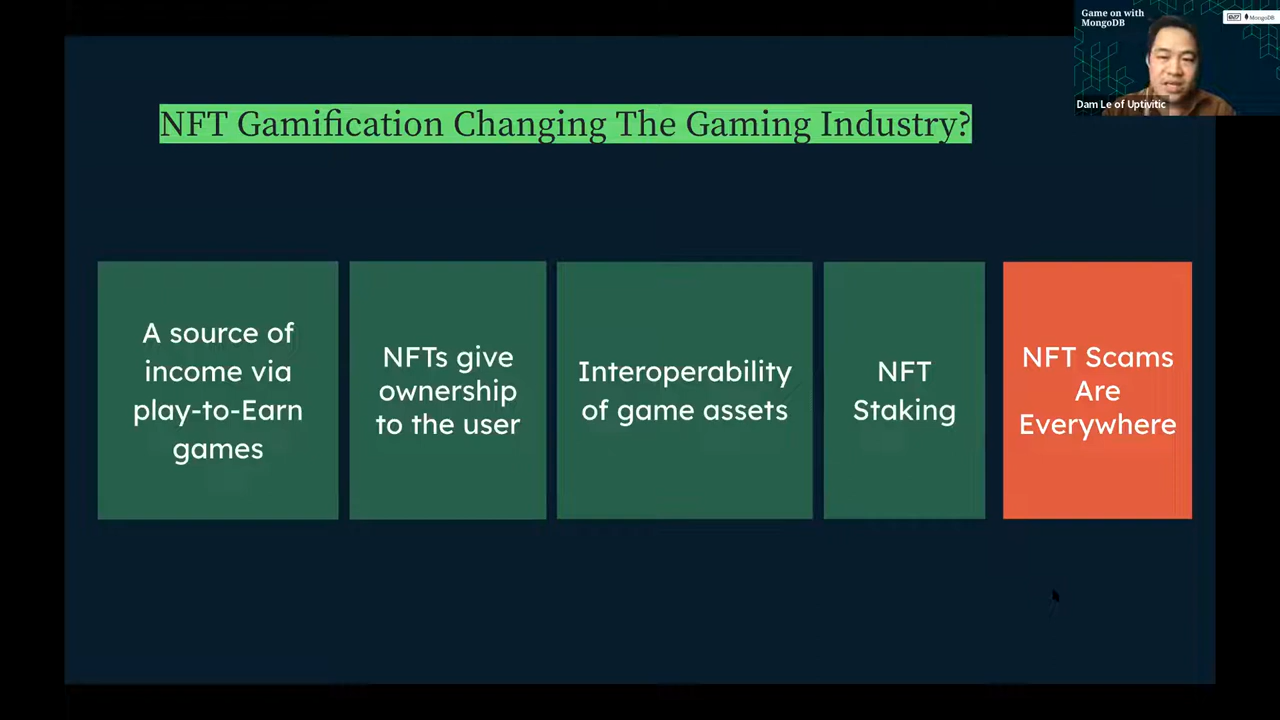 Game on with
MongoDB
MongoDB
Dam Le of Uptivitic
NFT Gamification Changing The Gaming Industry?
A source of
income via
play-to-Earn
games
NFTs give
ownership
to the user
Interoperability
of game assets
NFT
Staking
NFT Scams
Are
Everywhere